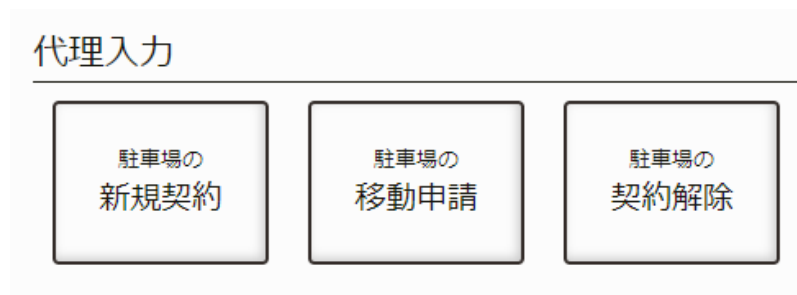 代理入力
駐車場の
新規契約
駐車場の
移動申請
駐車場の
契約解除